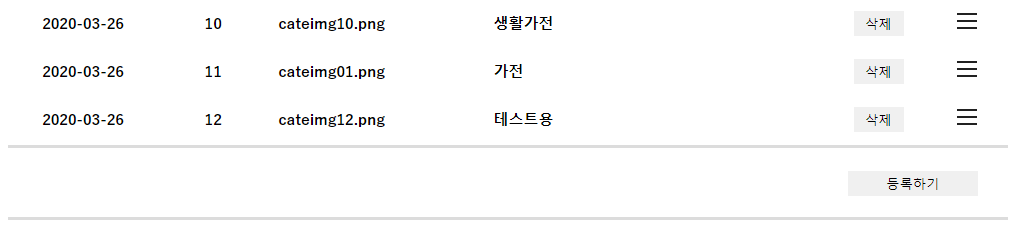 2020-03-26 10 cateimg10.png 생활가전 삭제
2020-03-26 11 cateimg01.png 가전 삭제
2020-03-26 12 cateimg12.png 테스트용 삭제
등록하기